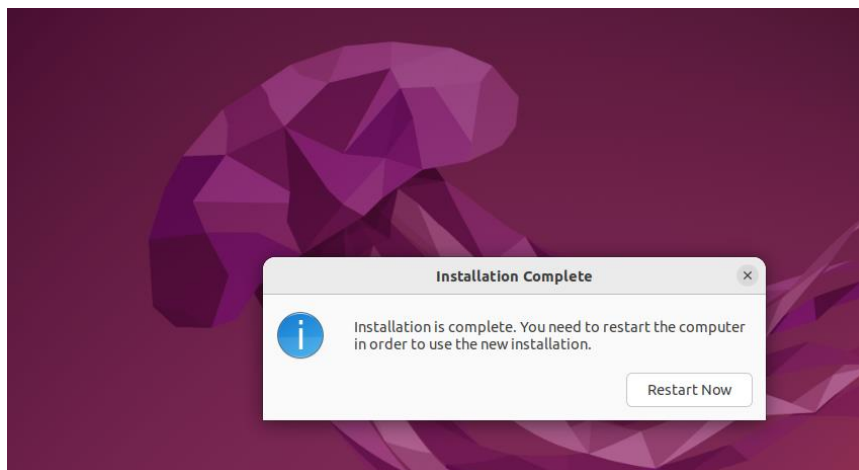 Installation Complete
Installation is complete. You need to restart the computer
in order to use the new installation.
Restart Now